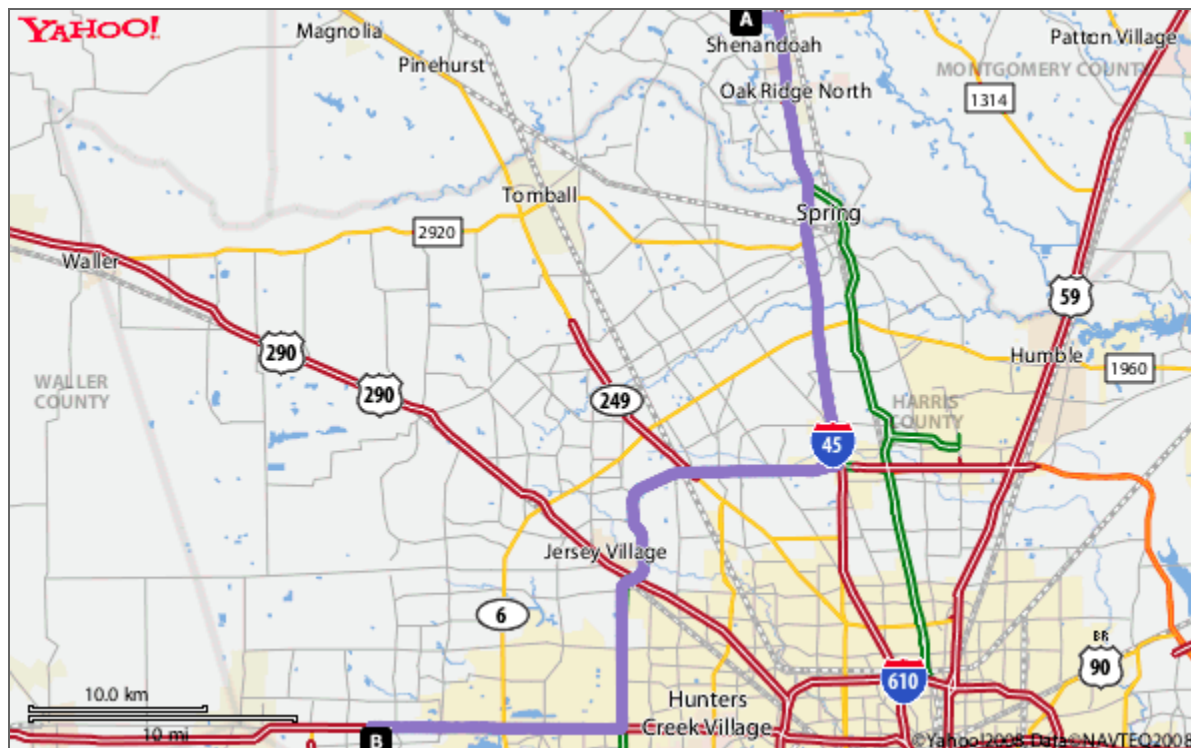 YAHOO!
A
Magnolia
Shenandoah
Patton Village
Pinehurst
MONTGOMERY COUNTY
Oak Ridge North
1314
Tomball
Spring
2920
Waller
59
290
Humble
1960
WALLER
COUNTY
290
249
HARRIS
COUNTY
45
Jersey Village
6
BR
90
610
10.0 km
Hunters
Creek Village
10 mi
B
©Yahoo!2008, Data©NAVTEQ2008